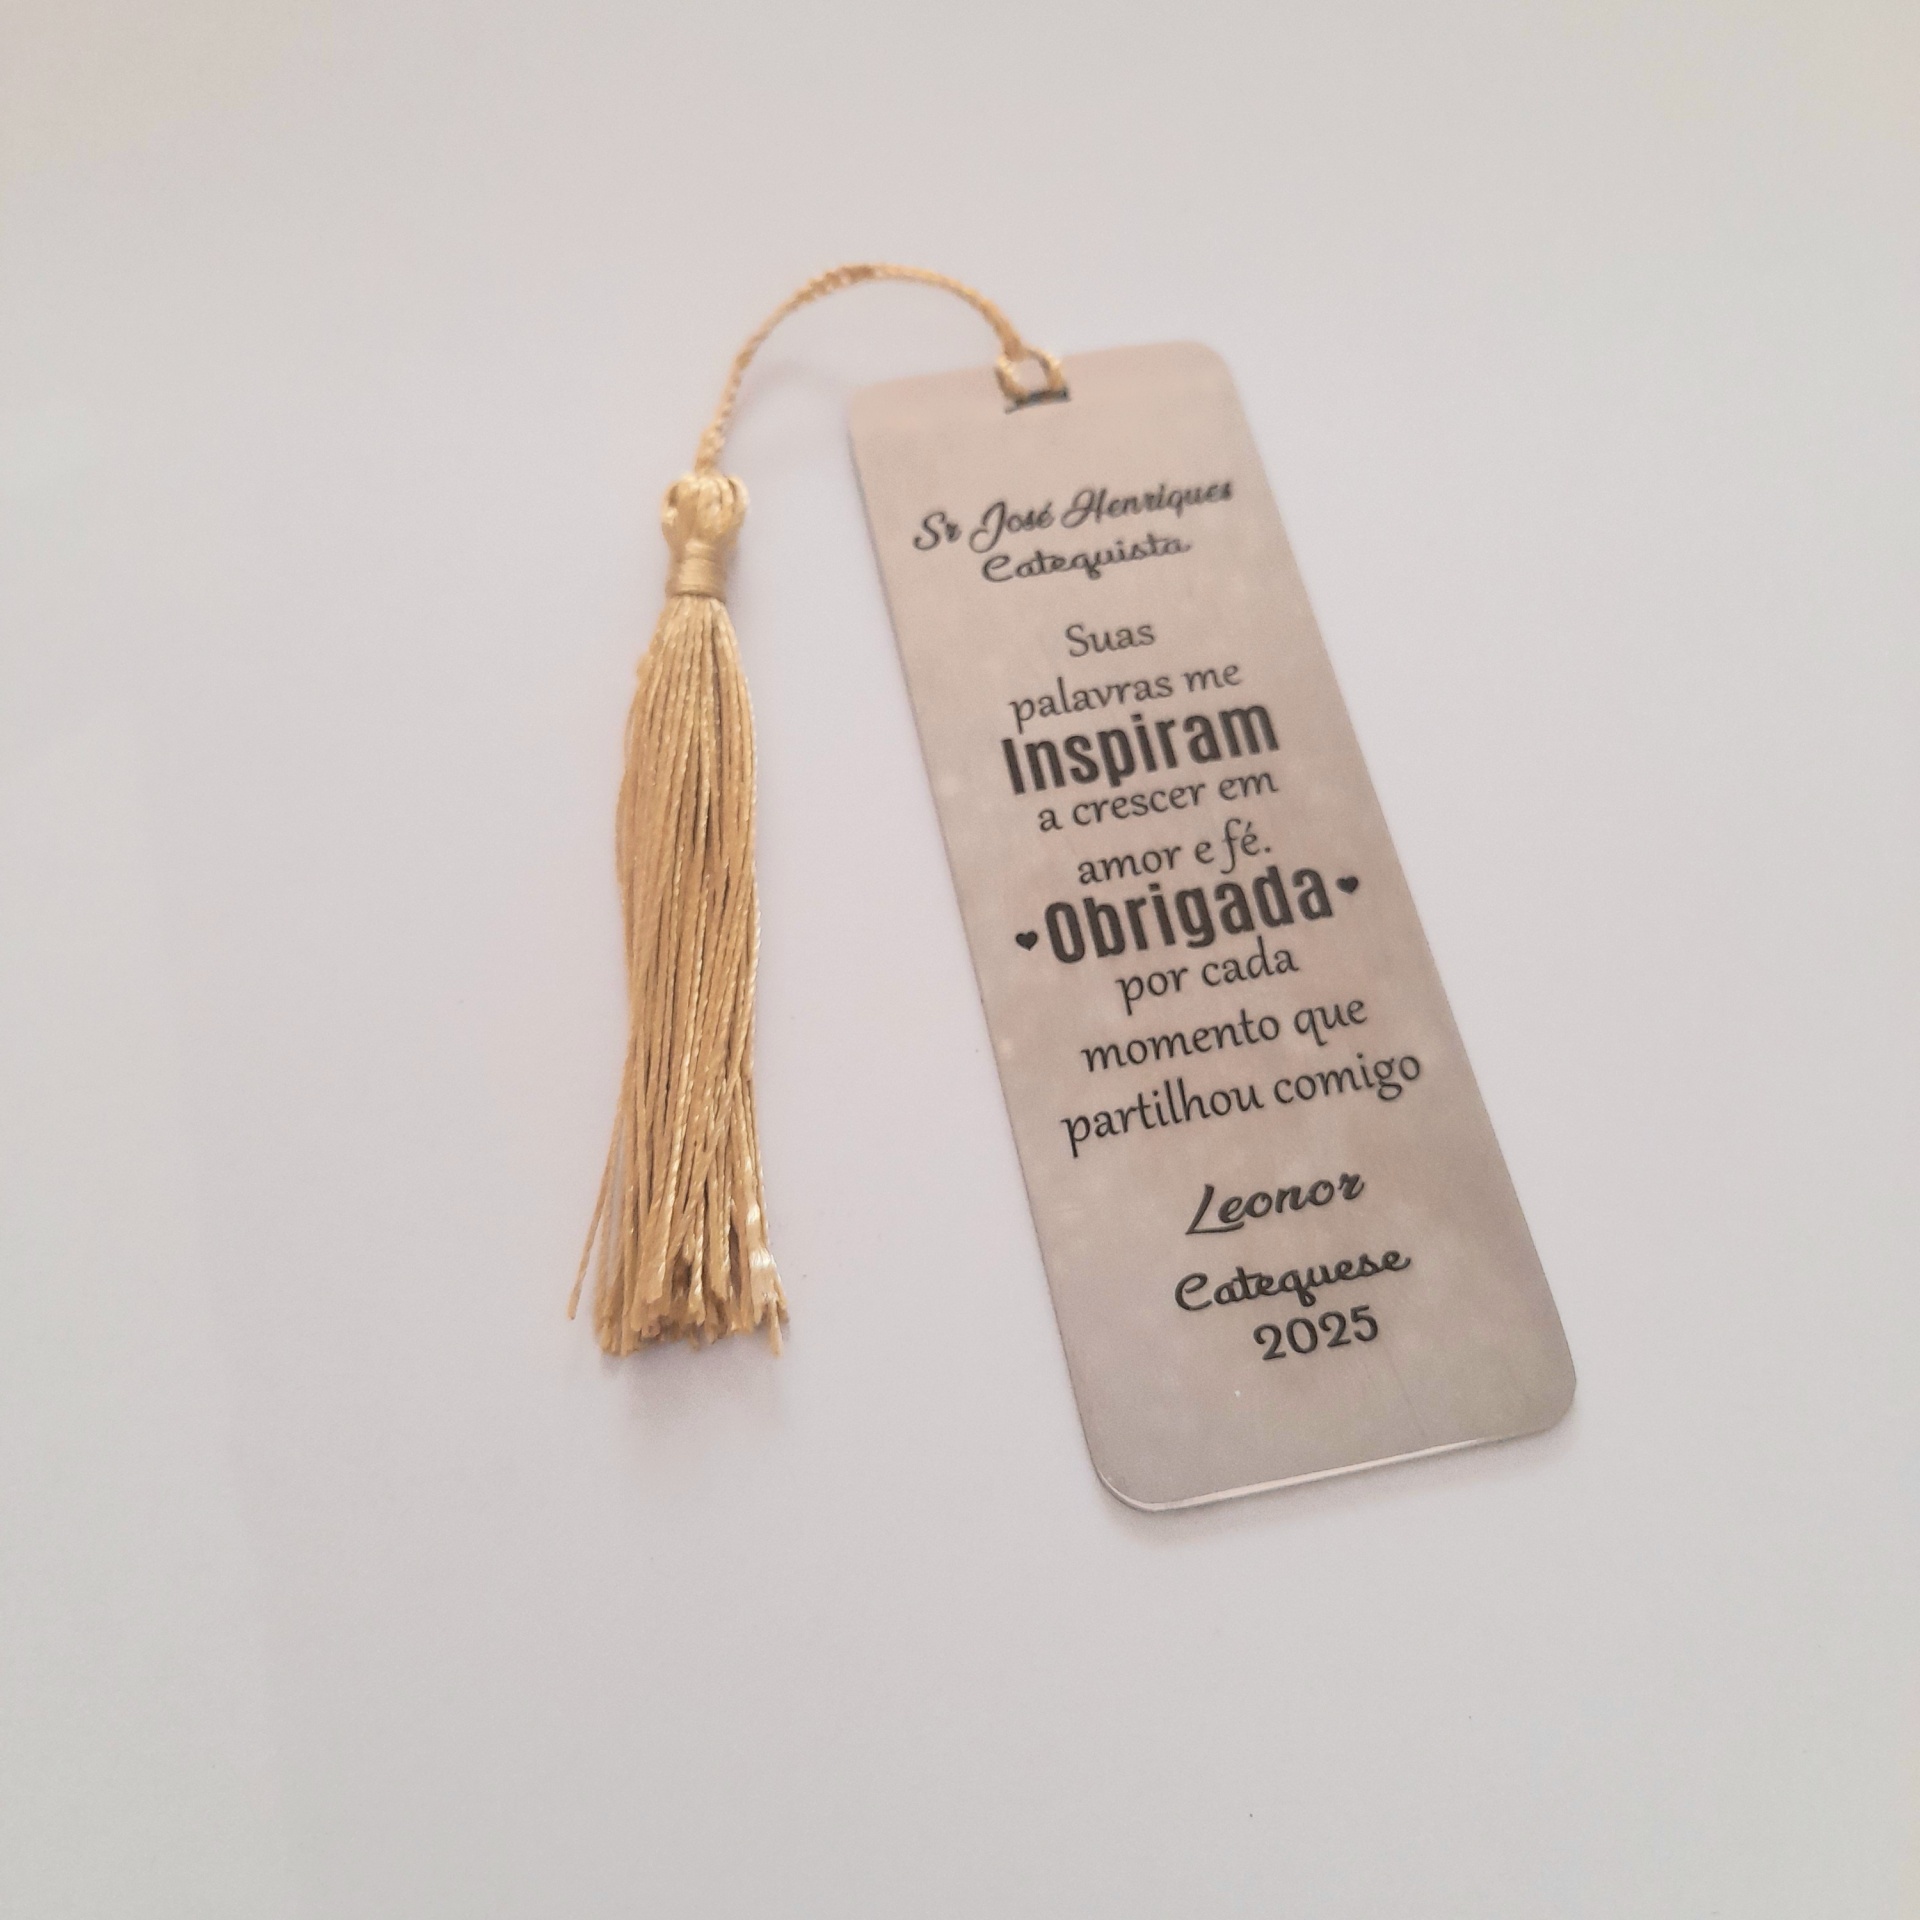 Sr José Henriques
Catequista
Suas
palavras me
Inspiram
a crescer em
amor e fé.
Obrigada
por cada
momento que
partilhou comigo
Leonor
Catequese
2025